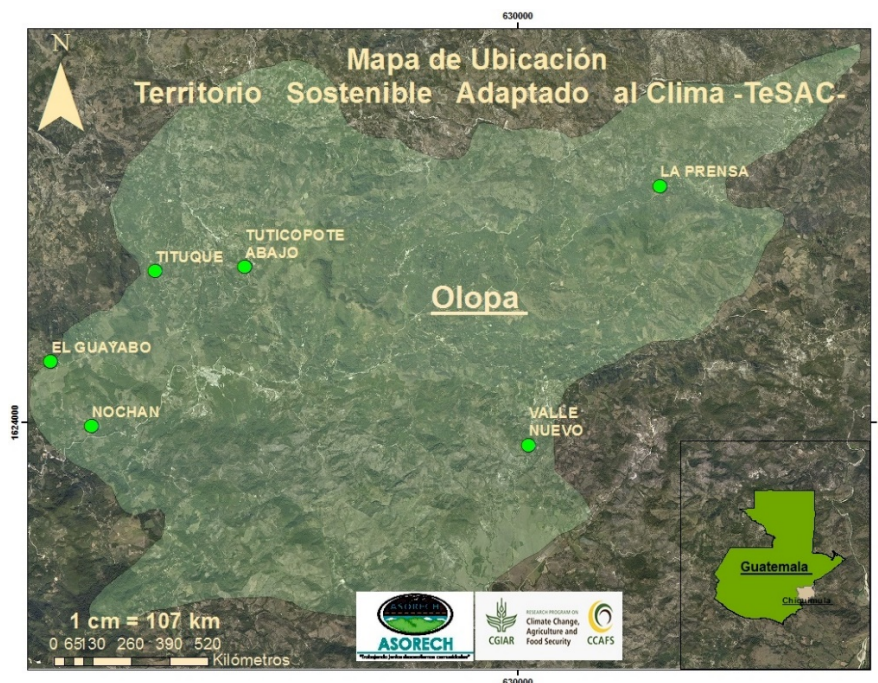 630000
N
Mapa de Ubicación
Territorio Sostenible Adaptado al Clima -TeSAC-
LA PRENSA
TUTICOPOTE
ABAJO
TITUQUE
Olopa
EL GUAYABO
NOCHAN
1624000
VALLE
NUEVO
Guatemala
Chiquimula
1 cm = 107 km
0 65130 260 390 520
Kilómetros
ASORECH
ASORECH
CGIAR
RESEARCH PROGRAM ON
Climate Change,
Agriculture and
Food Security
CCAFS
630000